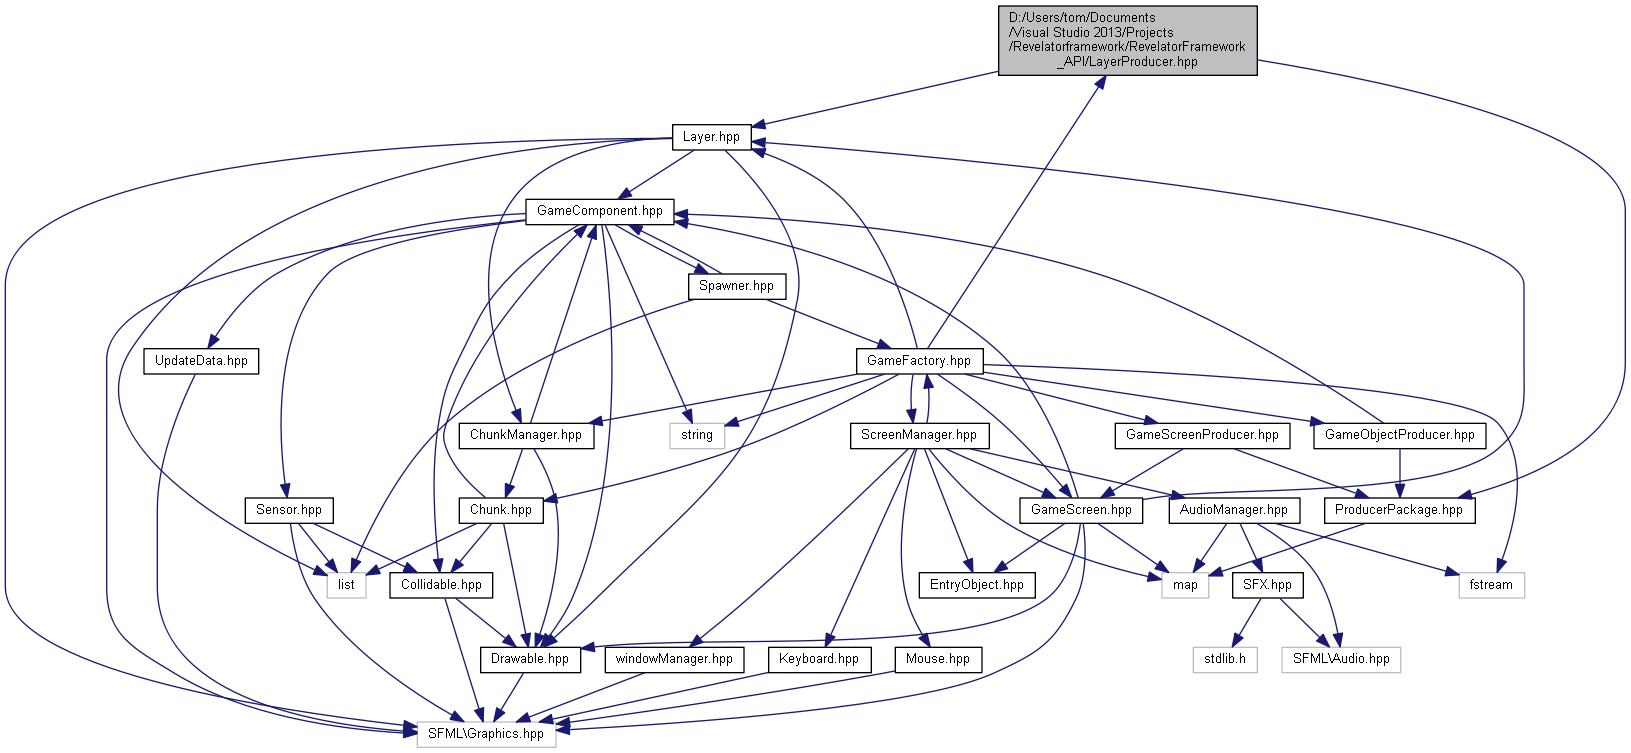 D:/Users/tom/Documents
/Visual Studio 2013/Projects
/Revelatorframework/RevelatorFramework
_API/LayerProducer.hpp
Layer.hpp
GameComponent.hpp
Spawner.hpp
UpdateData.hpp
GameFactory.hpp
ChunkManager.hpp
string
ScreenManager.hpp
GameScreenProducer.hpp
GameObjectProducer.hpp
Sensor.hpp
Chunk.hpp
GameScreen.hpp
AudioManager.hpp
ProducerPackage.hpp
list
Collidable.hpp
EntryObject.hpp
map
SFX.hpp
fstream
Drawable.hpp
windowManager.hpp
Keyboard.hpp
Mouse.hpp
stdlib.h
SFML\Audio.hpp
SFML\Graphics.hpp